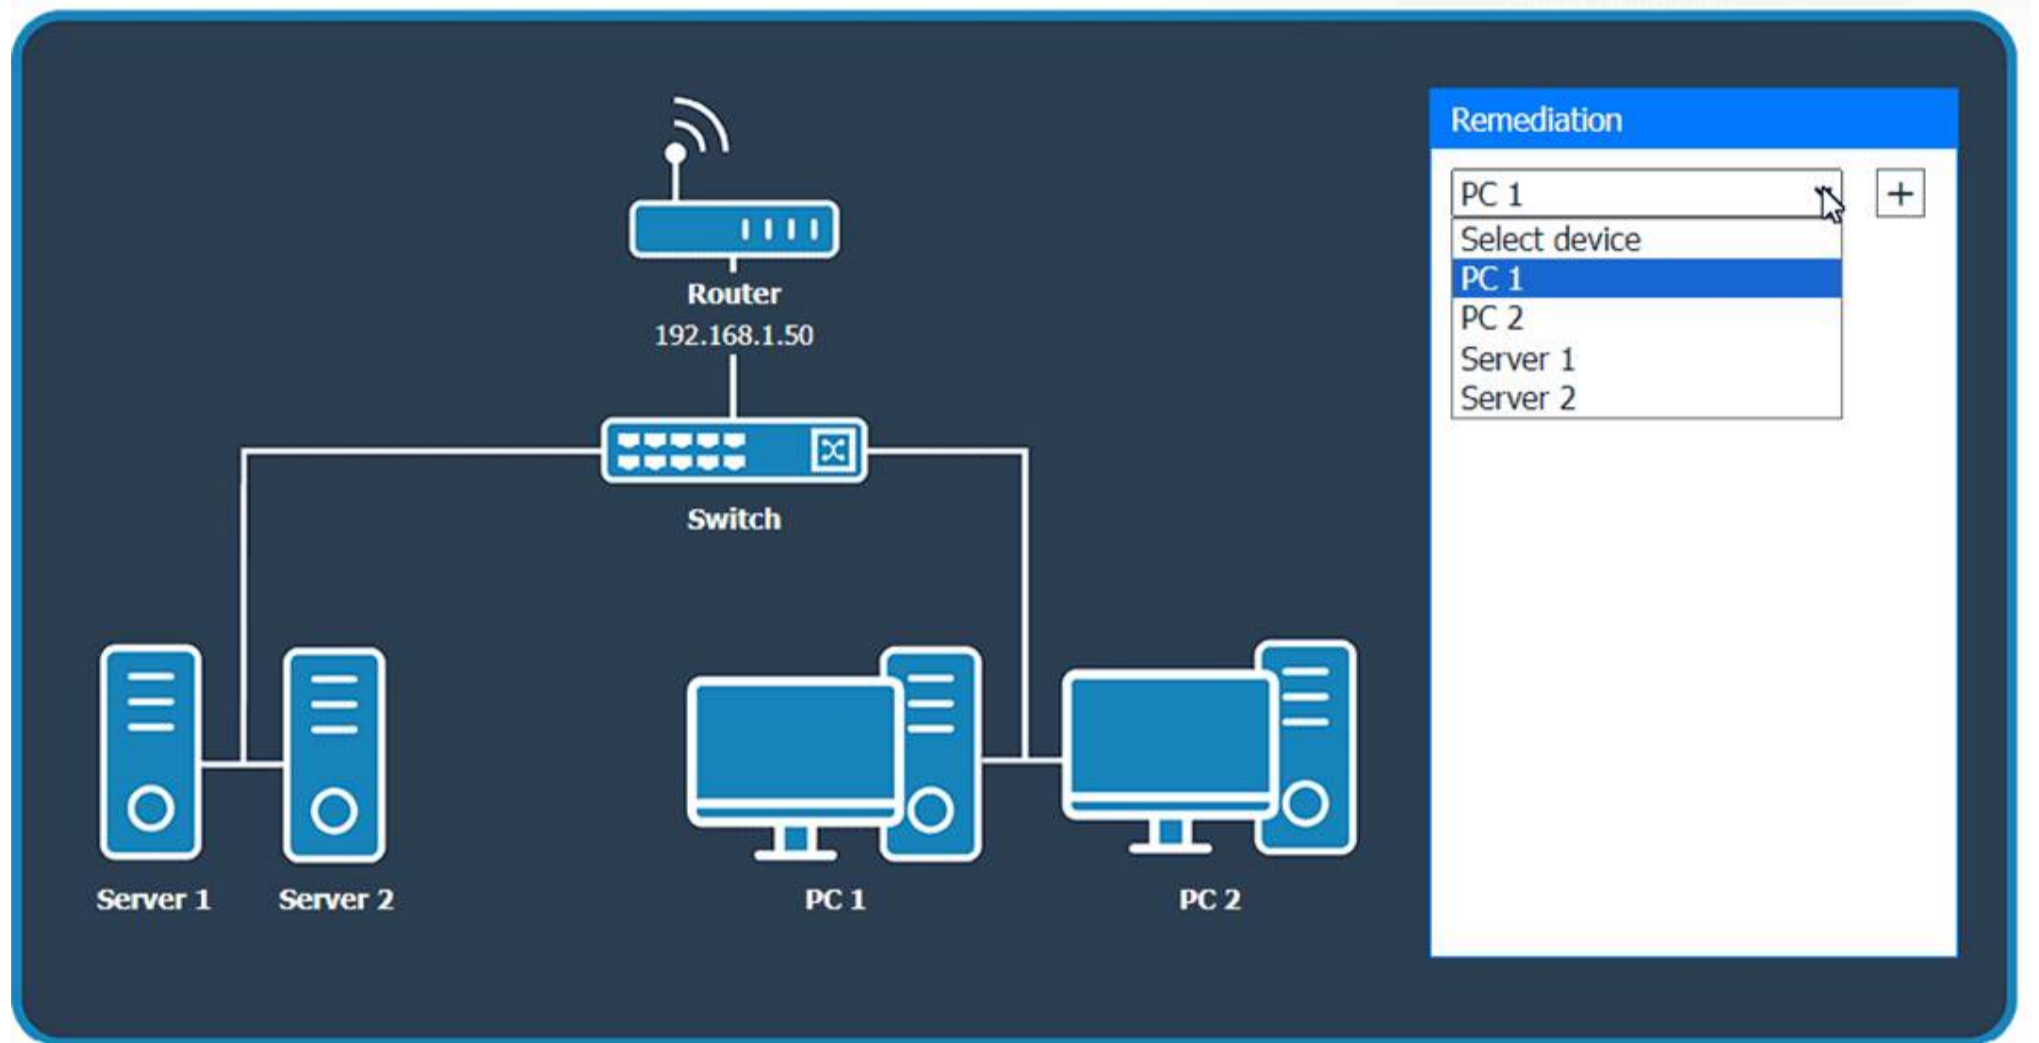 Router
192.168.1.50
Switch
Server 1
Server 2
PC 1
PC 2
Remediation
PC 1
+
Select device
PC 1
PC 2
Server 1
Server 2